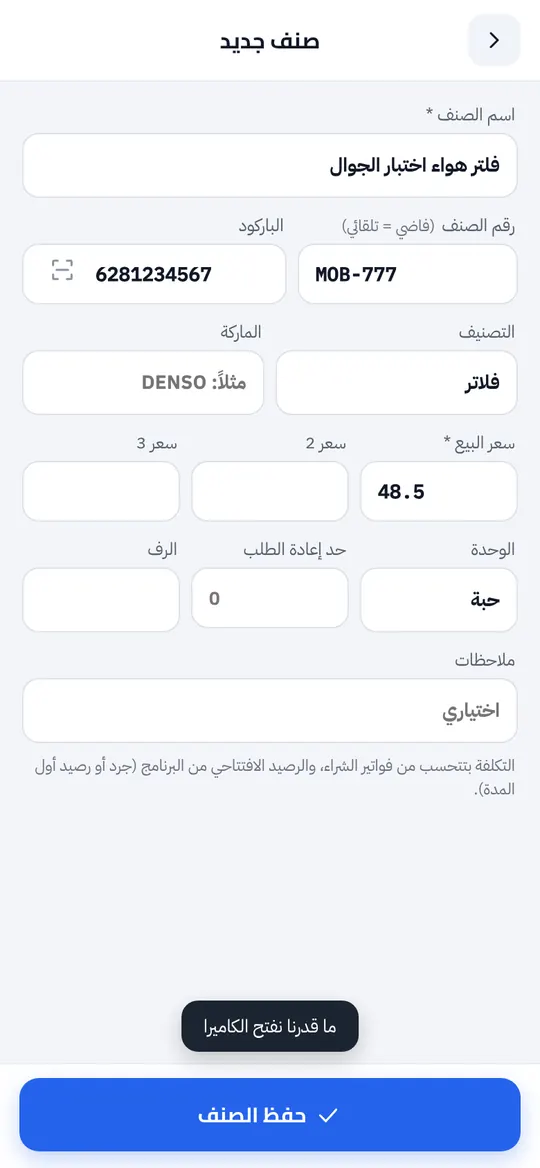 صنف جديد
اسم الصنف *
فلتر هواء اختبار الجوال
رقم الصنف (فاضي = تلقائي)
الباركود
MOB-777
6281234567
التصنيف
الماركة
فلاتر
مثلاً: DENSO
سعر البيع *
سعر 2
سعر 3
48.5
الوحدة
حد إعادة الطلب
الرف
حبة
0
ملاحظات
اختياري
التكلفة بتتحسب من فواتير الشراء، والرصيد الافتتاحي من البرنامج (جرد أو رصيد أول
المدة).
ما قدرنا نفتح الكاميرا
حفظ الصنف